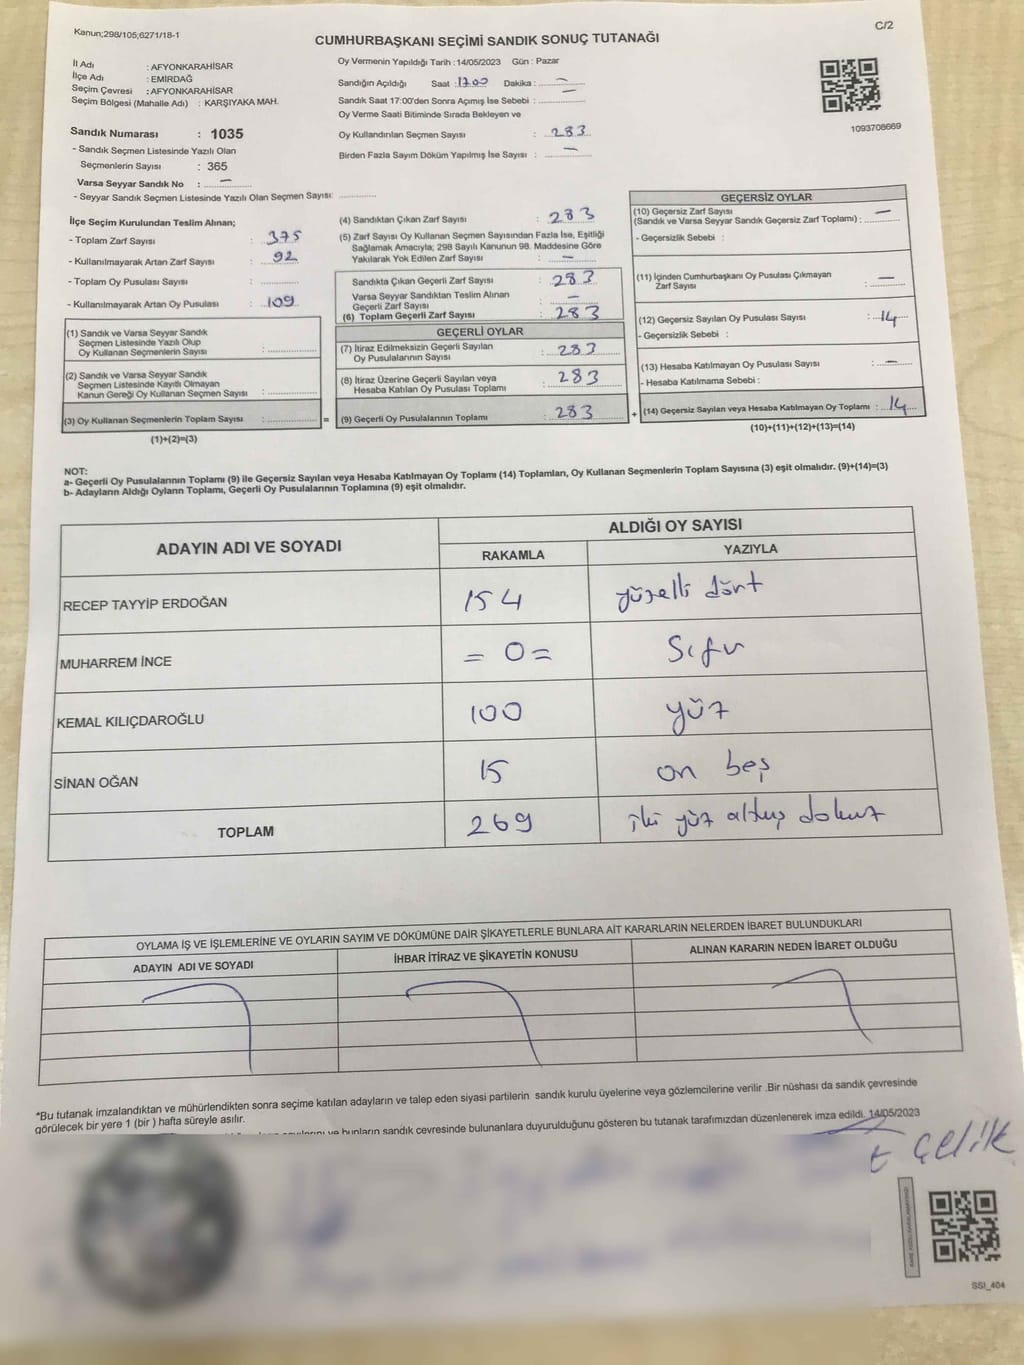 Kanun;298/105;6271/18-1
C/2
CUMHURBAŞKANI SEÇİMİ SANDIK SONUÇ TUTANAĞI
İl Adı : AFYONKARAHİSAR
İlçe Adı : EMİRDAĞ
Seçim Çevresi : AFYONKARAHİSAR
Seçim Bölgesi (Mahalle Adı) : KARŞIYAKA MAH.
Sandık Numarası : 1035
- Sandık Seçmen Listesinde Yazılı Olan
Seçmenlerin Sayısı : 365
Varsa Seyyar Sandık No : –
- Seyyar Sandık Seçmen Listesinde Yazılı Olan Seçmen Sayısı: ..............
Oy Vermenin Yapıldığı Tarih :14/05/2023 Gün : Pazar
Sandığın Açıldığı Saat :17.00 Dakika : –
Sandık Saat 17:00'den Sonra Açımış İse Sebebi : –
Oy Verme Saati Bitiminde Sırada Bekleyen ve
Oy Kullandırılan Seçmen Sayısı : 283
Birden Fazla Sayım Döküm Yapılmış İse Sayısı : –
1093708669
İlçe Seçim Kurulundan Teslim Alınan;
- Toplam Zarf Sayısı : 375
- Kullanılmayarak Artan Zarf Sayısı : 92
- Toplam Oy Pusulası Sayısı : ..............
- Kullanılmayarak Artan Oy Pusulası : 109
(1) Sandık ve Varsa Seyyar Sandık
Seçmen Listesinde Yazılı Olup
Oy Kullanan Seçmenlerin Sayısı : ..............
(2) Sandık ve Varsa Seyyar Sandık
Seçmen Listesinde Kayıtlı Olmayan
Kanun Gereği Oy Kullanan Seçmen Sayısı : ..............
(3) Oy Kullanan Seçmenlerin Toplam Sayısı : ..............
(1)+(2)=(3)
(4) Sandıktan Çıkan Zarf Sayısı : 283
(5) Zarf Sayısı Oy Kullanan Seçmen Sayısından Fazla İse, Eşitliği
Sağlamak Amacıyla; 298 Sayılı Kanunun 98. Maddesine Göre
Yakılarak Yok Edilen Zarf Sayısı : –
Sandıkta Çıkan Geçerli Zarf Sayısı : 283
Varsa Seyyar Sandıktan Teslim Alınan
Geçerli Zarf Sayısı : –
(6) Toplam Geçerli Zarf Sayısı : 283
GEÇERLİ OYLAR
(7) İtiraz Edilmeksizin Geçerli Sayılan
Oy Pusulalarının Sayısı : 283
(8) İtiraz Üzerine Geçerli Sayılan veya
Hesaba Katılan Oy Pusulası Toplamı : 283
= (9) Geçerli Oy Pusulalarının Toplamı : 283
GEÇERSİZ OYLAR
(10) Geçersiz Zarf Sayısı
(Sandık ve Varsa Seyyar Sandık Geçersiz Zarf Toplamı) : –
- Geçersizlik Sebebi :
(11) İçinden Cumhurbaşkanı Oy Pusulası Çıkmayan
Zarf Sayısı : –
(12) Geçersiz Sayılan Oy Pusulası Sayısı : 14
- Geçersizlik Sebebi :
(13) Hesaba Katılmayan Oy Pusulası Sayısı : –
- Hesaba Katılmama Sebebi :
+ (14) Geçersiz Sayılan veya Hesaba Katılmayan Oy Toplamı : 14
(10)+(11)+(12)+(13)=(14)
NOT:
a- Geçerli Oy Pusulalarının Toplamı (9) ile Geçersiz Sayılan veya Hesaba Katılmayan Oy Toplamı (14) Toplamları, Oy Kullanan Seçmenlerin Toplam Sayısına (3) eşit olmalıdır. (9)+(14)=(3)
b- Adayların Aldığı Oyların Toplamı, Geçerli Oy Pusulalarının Toplamına (9) eşit olmalıdır.
ADAYIN ADI VE SOYADI
ALDIĞI OY SAYISI
RAKAMLA YAZIYLA
RECEP TAYYİP ERDOĞAN 154 yüzelli dört
MUHARREM İNCE = 0 = Sıfır
KEMAL KILIÇDAROĞLU 100 yüz
SİNAN OĞAN 15 on beş
TOPLAM 269 iki yüz altmış dokuz
OYLAMA İŞ VE İŞLEMLERİNE VE OYLARIN SAYIM VE DÖKÜMÜNE DAİR ŞİKAYETLERLE BUNLARA AİT KARARLARIN NELERDEN İBARET BULUNDUKLARI
ADAYIN ADI VE SOYADI İHBAR İTİRAZ VE ŞİKAYETİN KONUSU ALINAN KARARIN NEDEN İBARET OLDUĞU
*Bu tutanak imzalandıktan ve mühürlendikten sonra seçime katılan adayların ve talep eden siyasi partilerin sandık kurulu üyelerine veya gözlemcilerine verilir .Bir nüshası da sandık çevresinde
görülecek bir yere 1 (bir ) hafta süreyle asılır.
ve bunların sandık çevresinde bulunanlara duyurulduğunu gösteren bu tutanak tarafımızdan düzenlenerek imza edildi. 14/05/2023
çelik
SSI_404